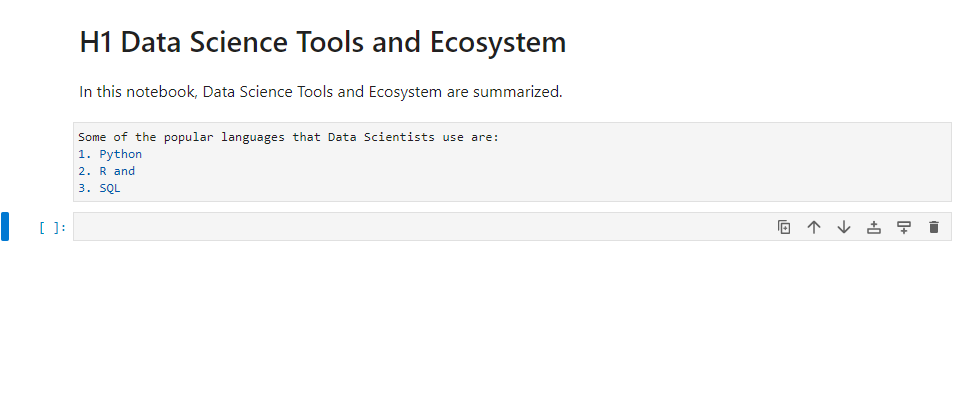 H1 Data Science Tools and Ecosystem
In this notebook, Data Science Tools and Ecosystem are summarized.
Some of the popular languages that Data Scientists use are:
1. Python
2. R and
3. SQL
[ ]: